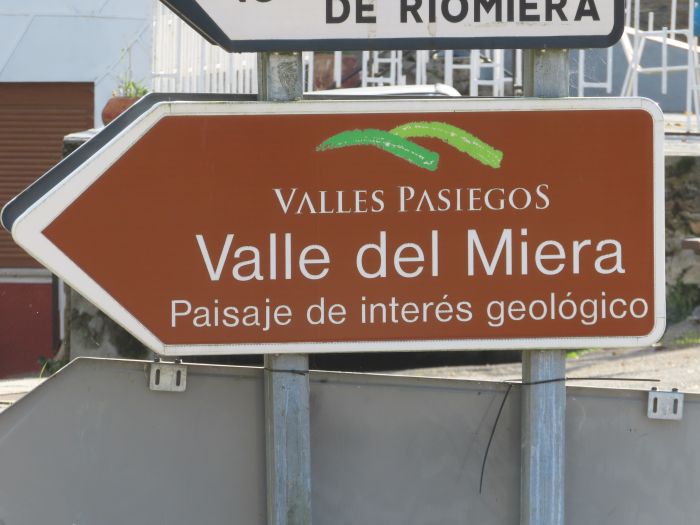 DE RIOMIERA
VALLES PASIEGOS
Valle del Miera
Paisaje de interés geológico